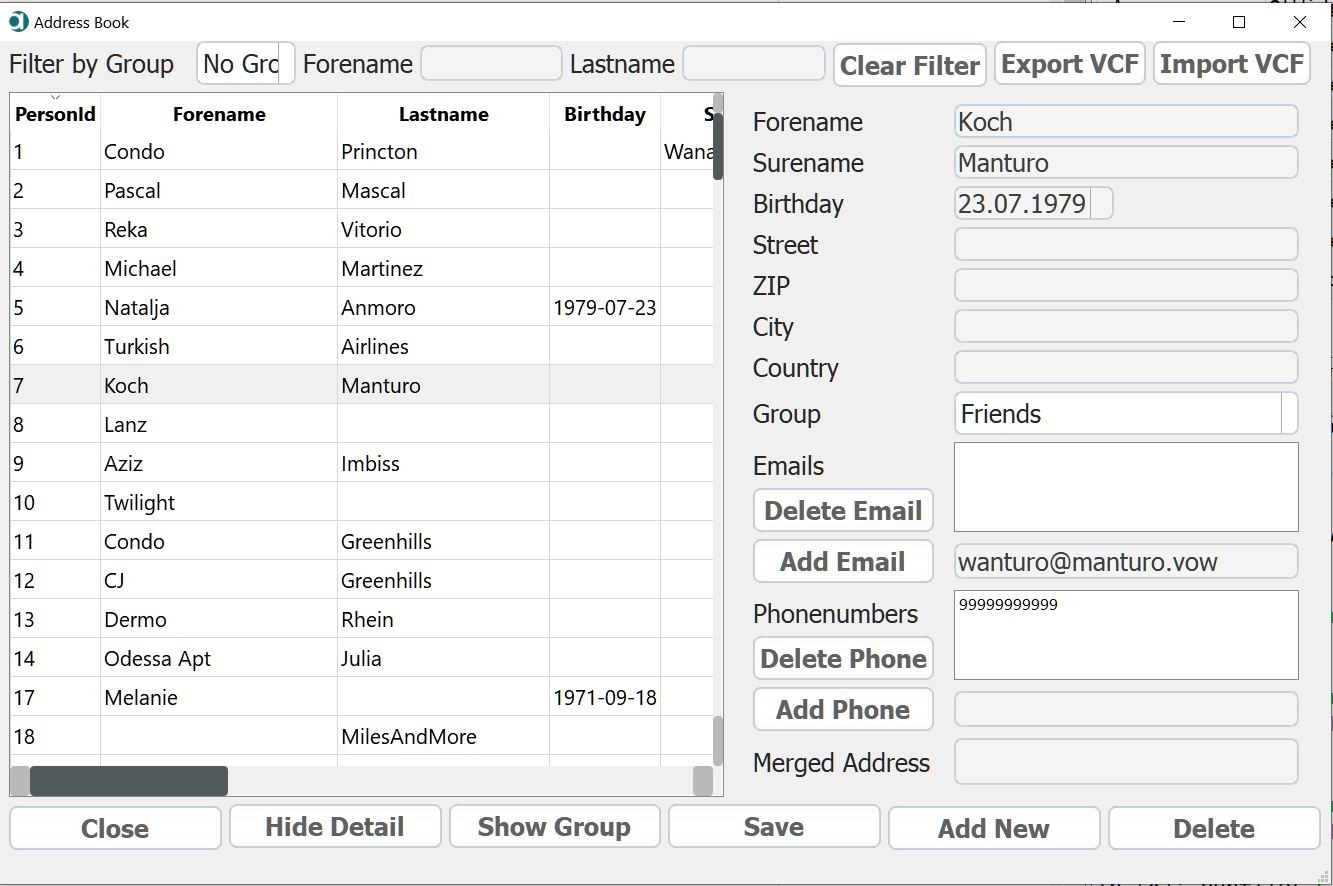 Address Book
Filter by Group No Grc Forename Lastname Clear Filter Export VCF Import VCF
PersonId Forename Lastname Birthday S
1 Condo Princton Wana
2 Pascal Mascal
3 Reka Vitorio
4 Michael Martinez
5 Natalja Anmoro 1979-07-23
6 Turkish Airlines
7 Koch Manturo
8 Lanz
9 Aziz Imbiss
10 Twilight
11 Condo Greenhills
12 CJ Greenhills
13 Dermo Rhein
14 Odessa Apt Julia
17 Melanie 1971-09-18
18 MilesAndMore
Forename Koch
Surename Manturo
Birthday 23.07.1979
Street
ZIP
City
Country
Group Friends
Emails
Delete Email
Add Email wanturo@manturo.vow
Phonenumbers 99999999999
Delete Phone
Add Phone
Merged Address
Close Hide Detail Show Group Save Add New Delete